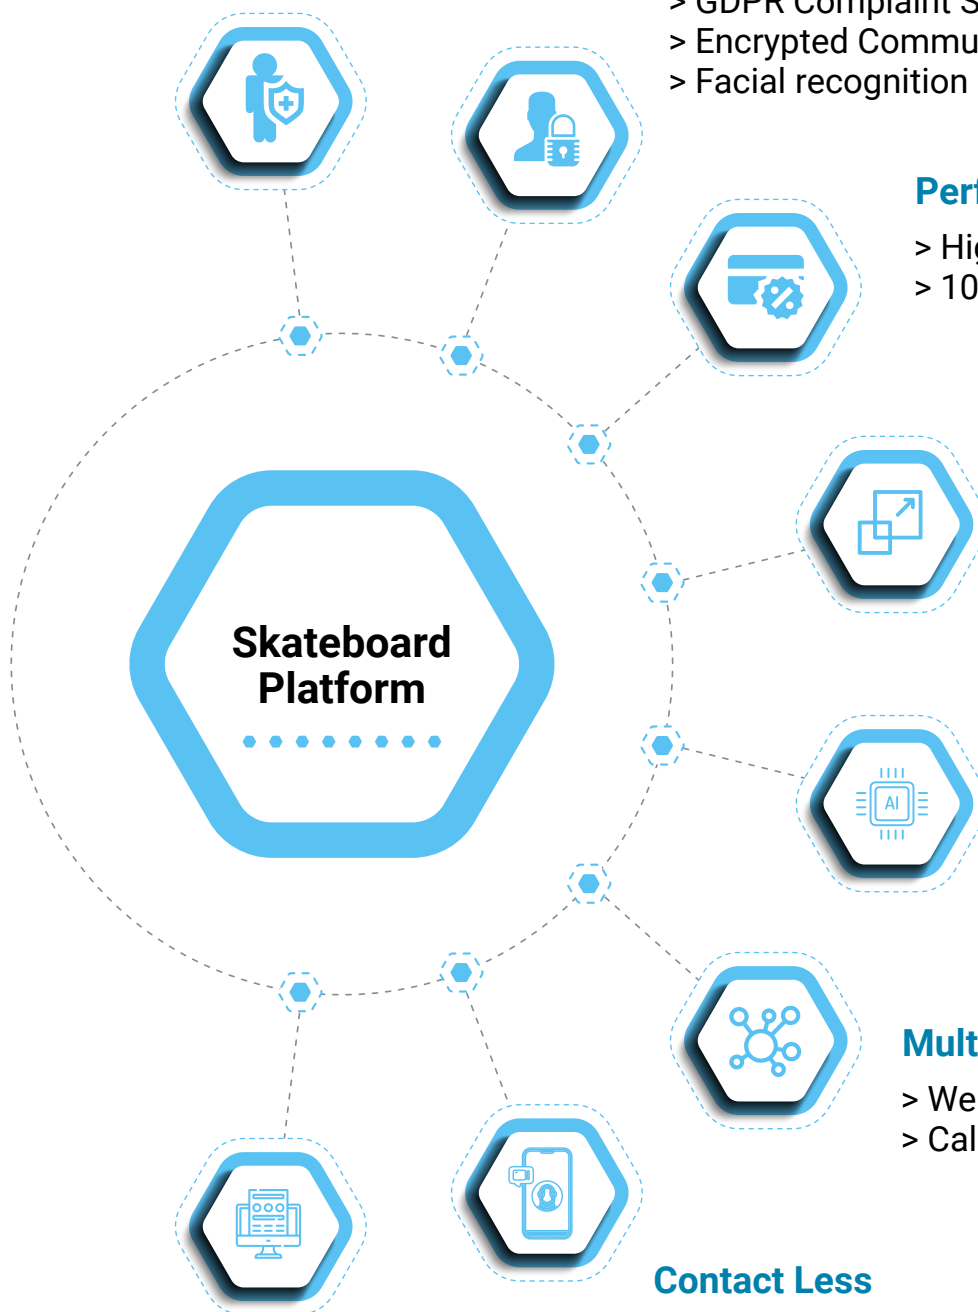 > GDPR Complaint S
> Encrypted Commu
> Facial recognition
Perf
> Hig
> 10
Skateboard
Platform
AI
Mult
> We
> Cal
Contact Less